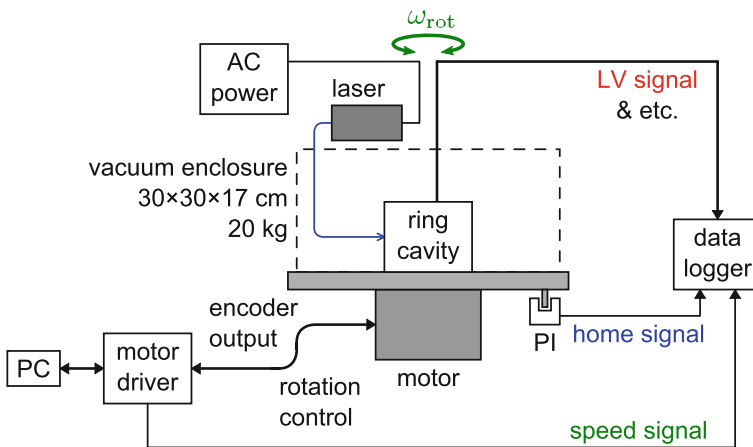 ω_rot
AC
power
laser
LV signal
& etc.
vacuum enclosure
30×30×17 cm
20 kg
ring
cavity
data
logger
encoder
output
PI
home signal
PC
motor
driver
motor
rotation
control
speed signal